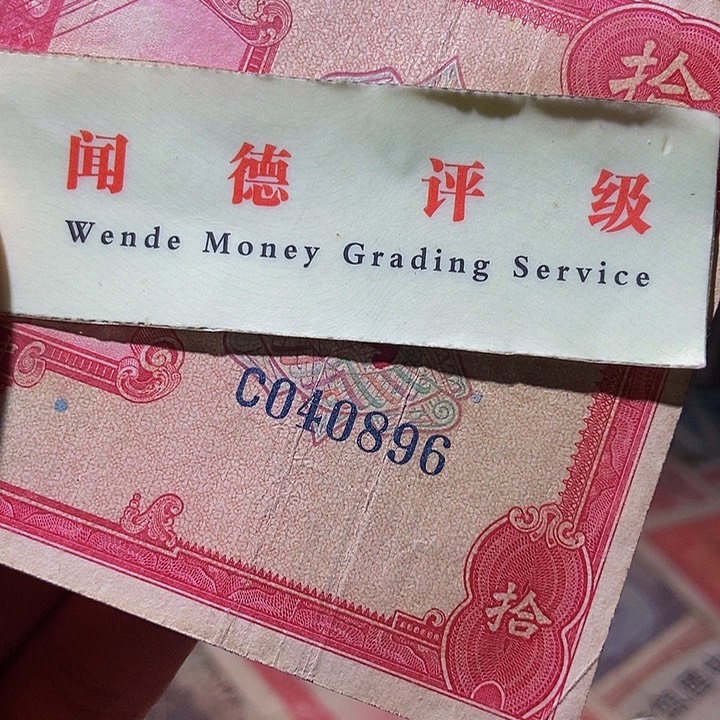 拾
闻德评级
Wende Money Grading Service
C040896
拾